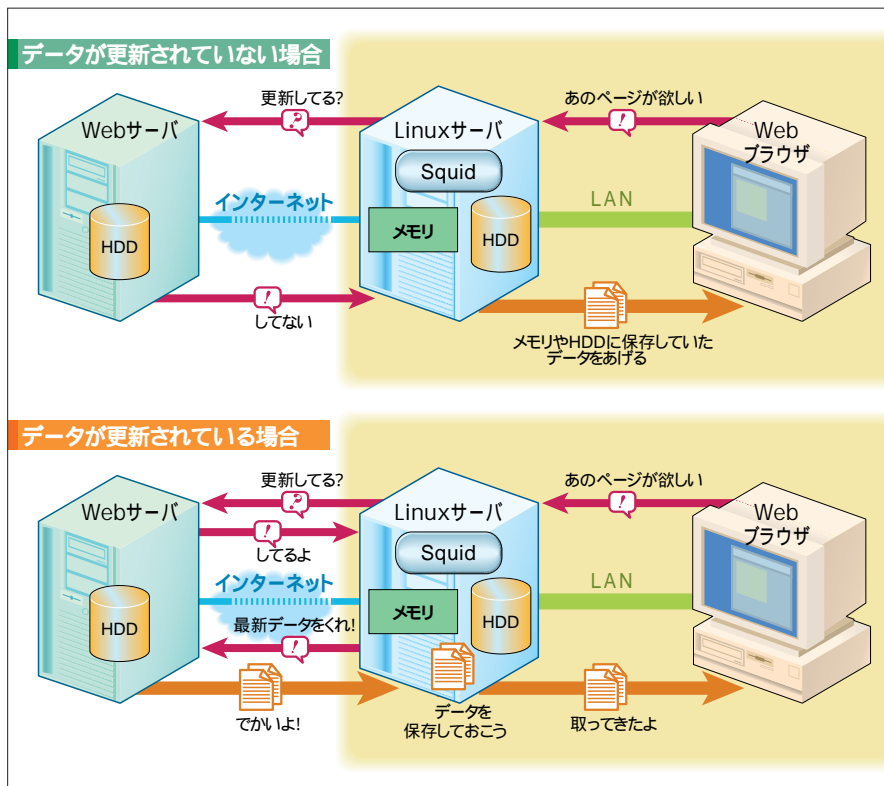 データが更新されていない場合
更新してる?
あのページが欲しい
Webサーバ
Linuxサーバ
Web
ブラウザ
Squid
インターネット
LAN
メモリ
HDD
HDD
してない
メモリやHDDに保存していた
データをあげる
データが更新されている場合
更新してる?
あのページが欲しい
Webサーバ
Linuxサーバ
Web
ブラウザ
してるよ
Squid
インターネット
LAN
メモリ
HDD
HDD
最新データをくれ!
でかいよ!
データを
保存しておこう
取ってきたよ